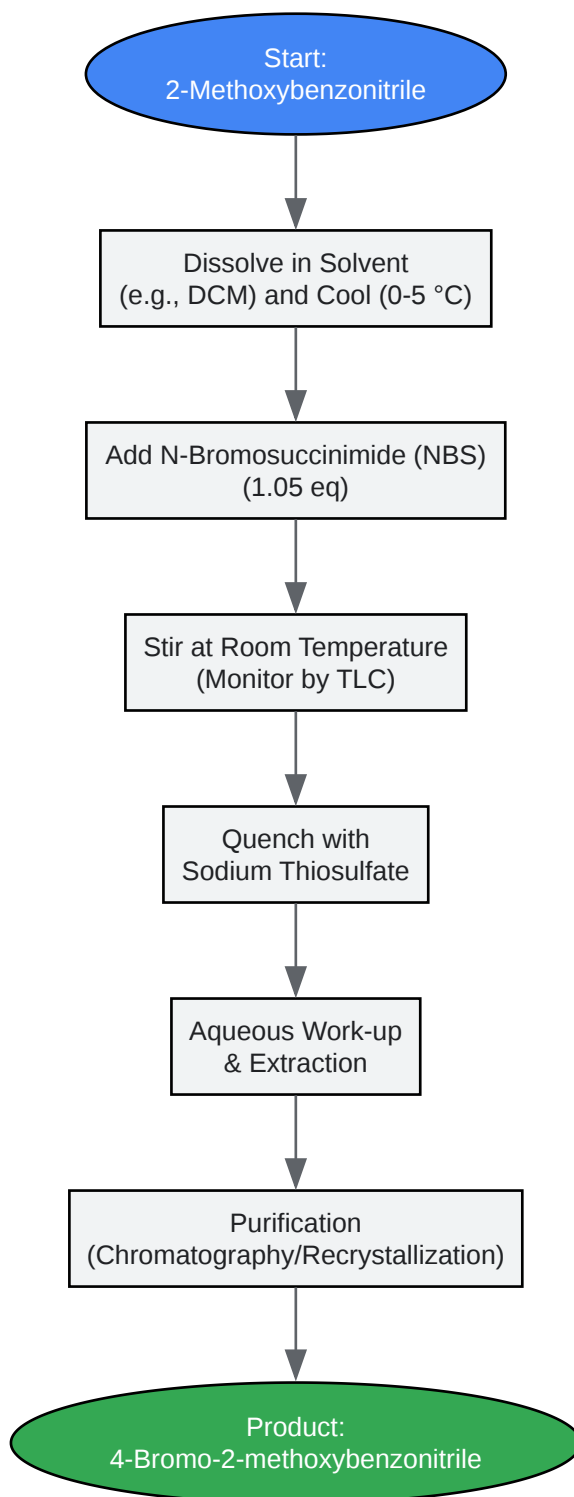 Start:
2-Methoxybenzonitrile
Dissolve in Solvent
(e.g., DCM) and Cool (0-5 °C)
Add N-Bromosuccinimide (NBS)
(1.05 eq)
Stir at Room Temperature
(Monitor by TLC)
Quench with
Sodium Thiosulfate
Aqueous Work-up
& Extraction
Purification
(Chromatography/Recrystallization)
Product:
4-Bromo-2-methoxybenzonitrile